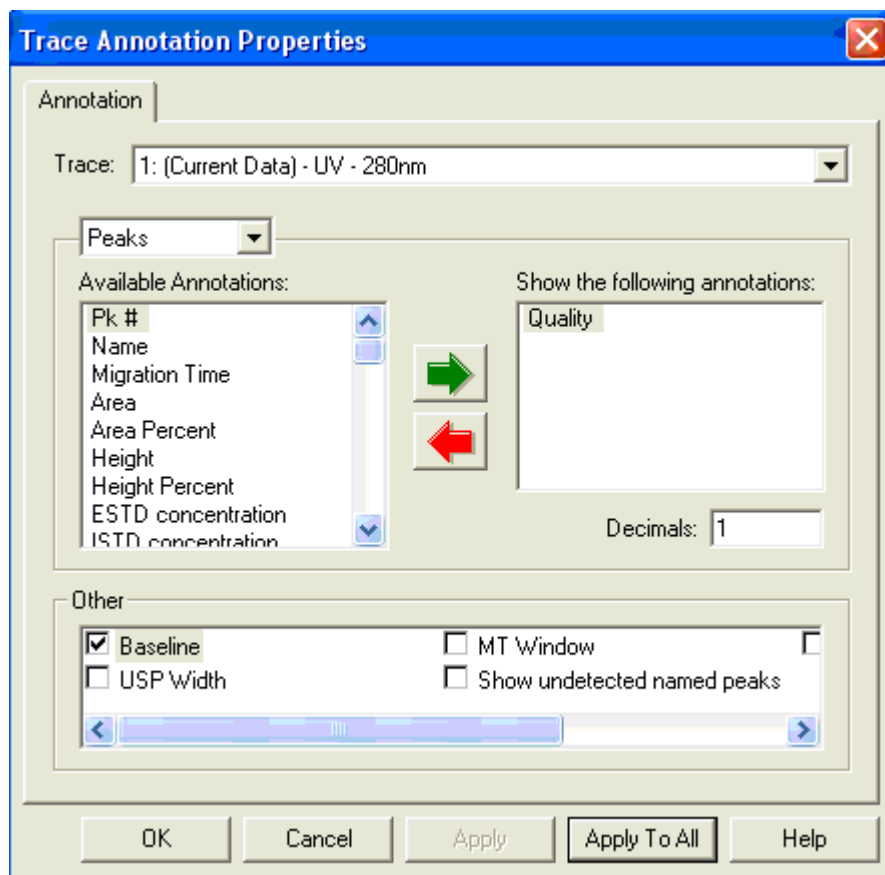 Trace Annotation Properties
Annotation
Trace: 1: (Current Data) - UV - 280nm
Peaks
Available Annotations:
Show the following annotations:
Pk #
Name
Migration Time
Area
Area Percent
Height
Height Percent
ESTD concentration
ISTD concentration
Quality
Decimals: 1
Other
Baseline
MT Window
USP Width
Show undetected named peaks
OK Cancel Apply Apply To All Help